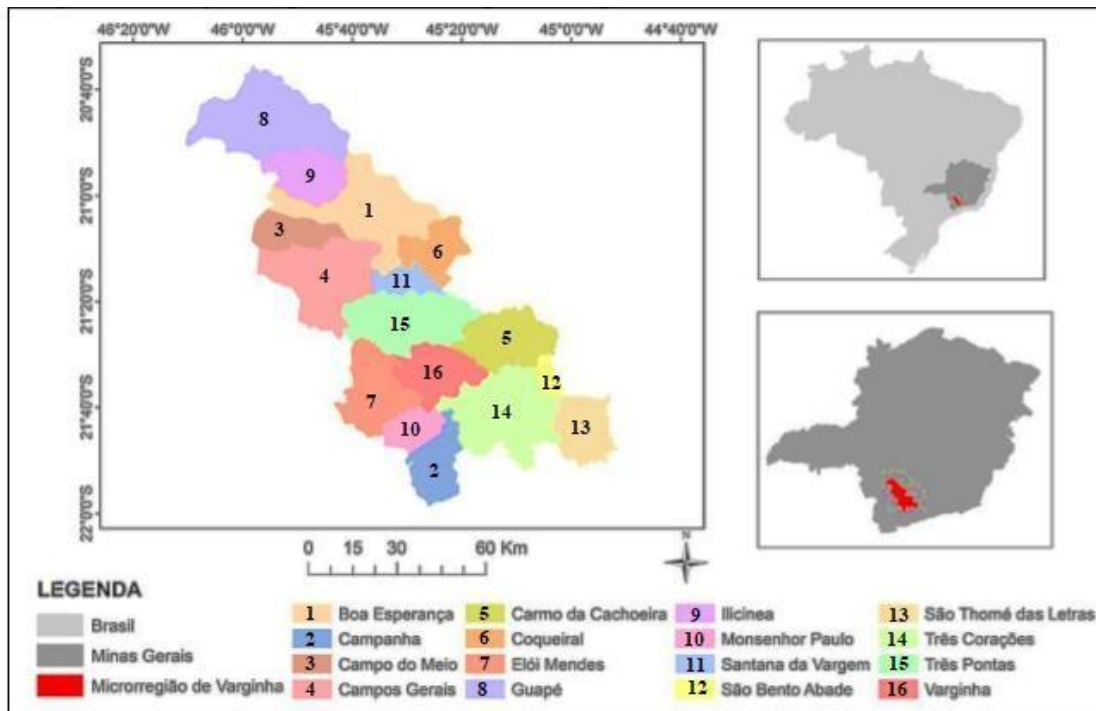 46°20'0"W 46°0'0"W 45°40'0"W 45°20'0"W 45°0'0"W 44°40'0"W
20°40'0"S
21°0'0"S
21°20'0"S
21°40'0"S
22°0'0"S
8
9
1
3
6
4
11
15
5
16
12
7
14
10
13
2
N
0 15 30 60 Km
LEGENDA
Brasil
Minas Gerais
Microrregião de Varginha
1 Boa Esperança
2 Campanha
3 Campo do Meio
4 Campos Gerais
5 Carmo da Cachoeira
6 Coqueiral
7 Elói Mendes
8 Guapé
9 Ilicinea
10 Monsenhor Paulo
11 Santana da Vargem
12 São Bento Abade
13 São Thomé das Letras
14 Três Corações
15 Três Pontas
16 Varginha